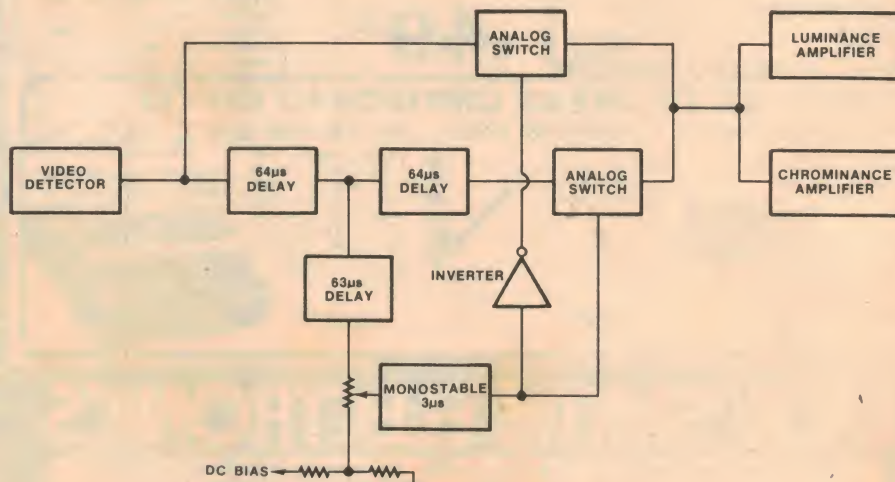 ANALOG
SWITCH
LUMINANCE
AMPLIFIER
VIDEO
DETECTOR
64µs
DELAY
64µs
DELAY
ANALOG
SWITCH
CHROMINANCE
AMPLIFIER
63µs
DELAY
INVERTER
MONOSTABLE
3µs
DC BIAS